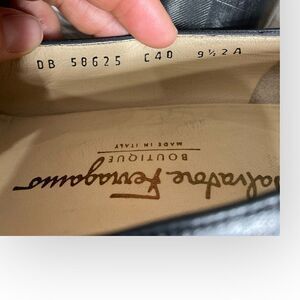 DB 58625 C40 9½2A
Salvatore Ferragamo
BOUTIQUE
MADE IN ITALY